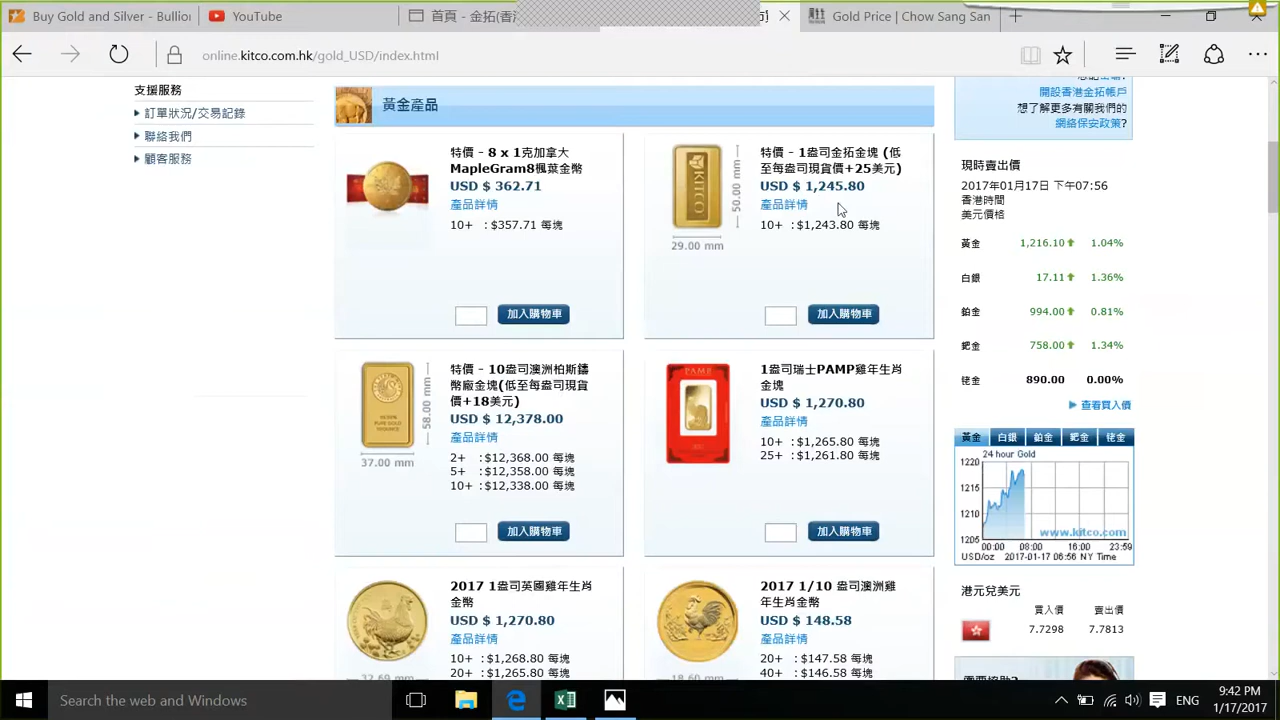 Buy Gold and Silver - Bullion
YouTube
Gold Price | Chow Sang San
online.kitco.com.hk/gold_USD/index.html
支援服務
訂單狀況/交易記錄
聯絡我們
顧客服務
黃金產品
特價 - 8 x 1克加拿大
MapleGram8楓葉金幣
USD $ 362.71
產品詳情
10+ : $357.71 每塊
加入購物車
KITCO
50.00 mm
29.00 mm
特價 - 1盎司金拓金塊 (低
至每盎司現貨價+25美元)
USD $ 1,245.80
產品詳情
10+ : $1,243.80 每塊
加入購物車
58.00 mm
37.00 mm
特價 - 10盎司澳洲柏斯鑄
幣廠金塊(低至每盎司現貨
價+18美元)
USD $ 12,378.00
產品詳情
2+ : $12,368.00 每塊
5+ : $12,358.00 每塊
10+ : $12,338.00 每塊
加入購物車
PAMP
1盎司瑞士PAMP雞年生肖
金塊
USD $ 1,270.80
產品詳情
10+ : $1,265.80 每塊
25+ : $1,261.80 每塊
加入購物車
2017 1盎司英國雞年生肖
金幣
USD $ 1,270.80
產品詳情
10+ : $1,268.80 每塊
20+ : $1,265.80 每塊
32.69 mm
2017 1/10 盎司澳洲雞
年生肖金幣
USD $ 148.58
產品詳情
20+ : $147.58 每塊
40+ : $146.58 每塊
18.60 mm
開設香港金拓帳戶
想了解更多有關我們的
網絡保安政策?
現時賣出價
2017年01月17日 下午07:56
香港時間
美元價格
黃金 1,216.10 1.04%
白銀 17.11 1.36%
鉑金 994.00 0.81%
鈀金 758.00 1.34%
銠金 890.00 0.00%
查看買入價
黃金 白銀 鉑金 鈀金 銠金
24 hour Gold
1220
1215
1210
1205
www.kitco.com
00:00 08:00 16:00 23:59
USD/oz 2017-01-17 06:56 NY Time
港元兌美元
買入價 賣出價
7.7298 7.7813
Search the web and Windows
ENG
9:42 PM
1/17/2017